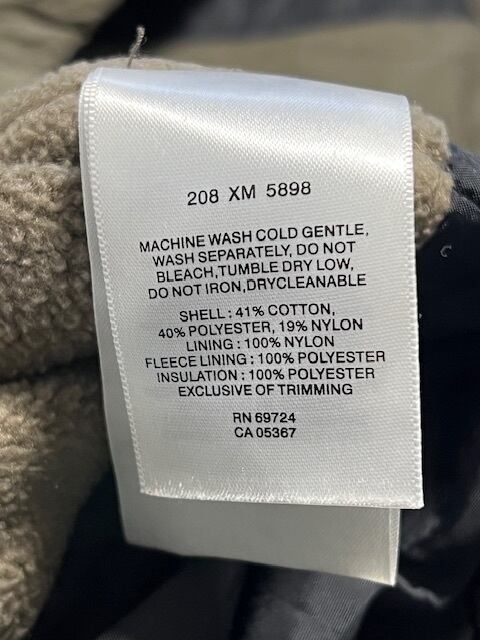 208 XM 5898
MACHINE WASH COLD GENTLE,
WASH SEPARATELY, DO NOT
BLEACH,TUMBLE DRY LOW,
DO NOT IRON,DRYCLEANABLE
SHELL : 41% COTTON,
40% POLYESTER, 19% NYLON
LINING : 100% NYLON
FLEECE LINING : 100% POLYESTER
INSULATION : 100% POLYESTER
EXCLUSIVE OF TRIMMING
RN 69724
CA 05367